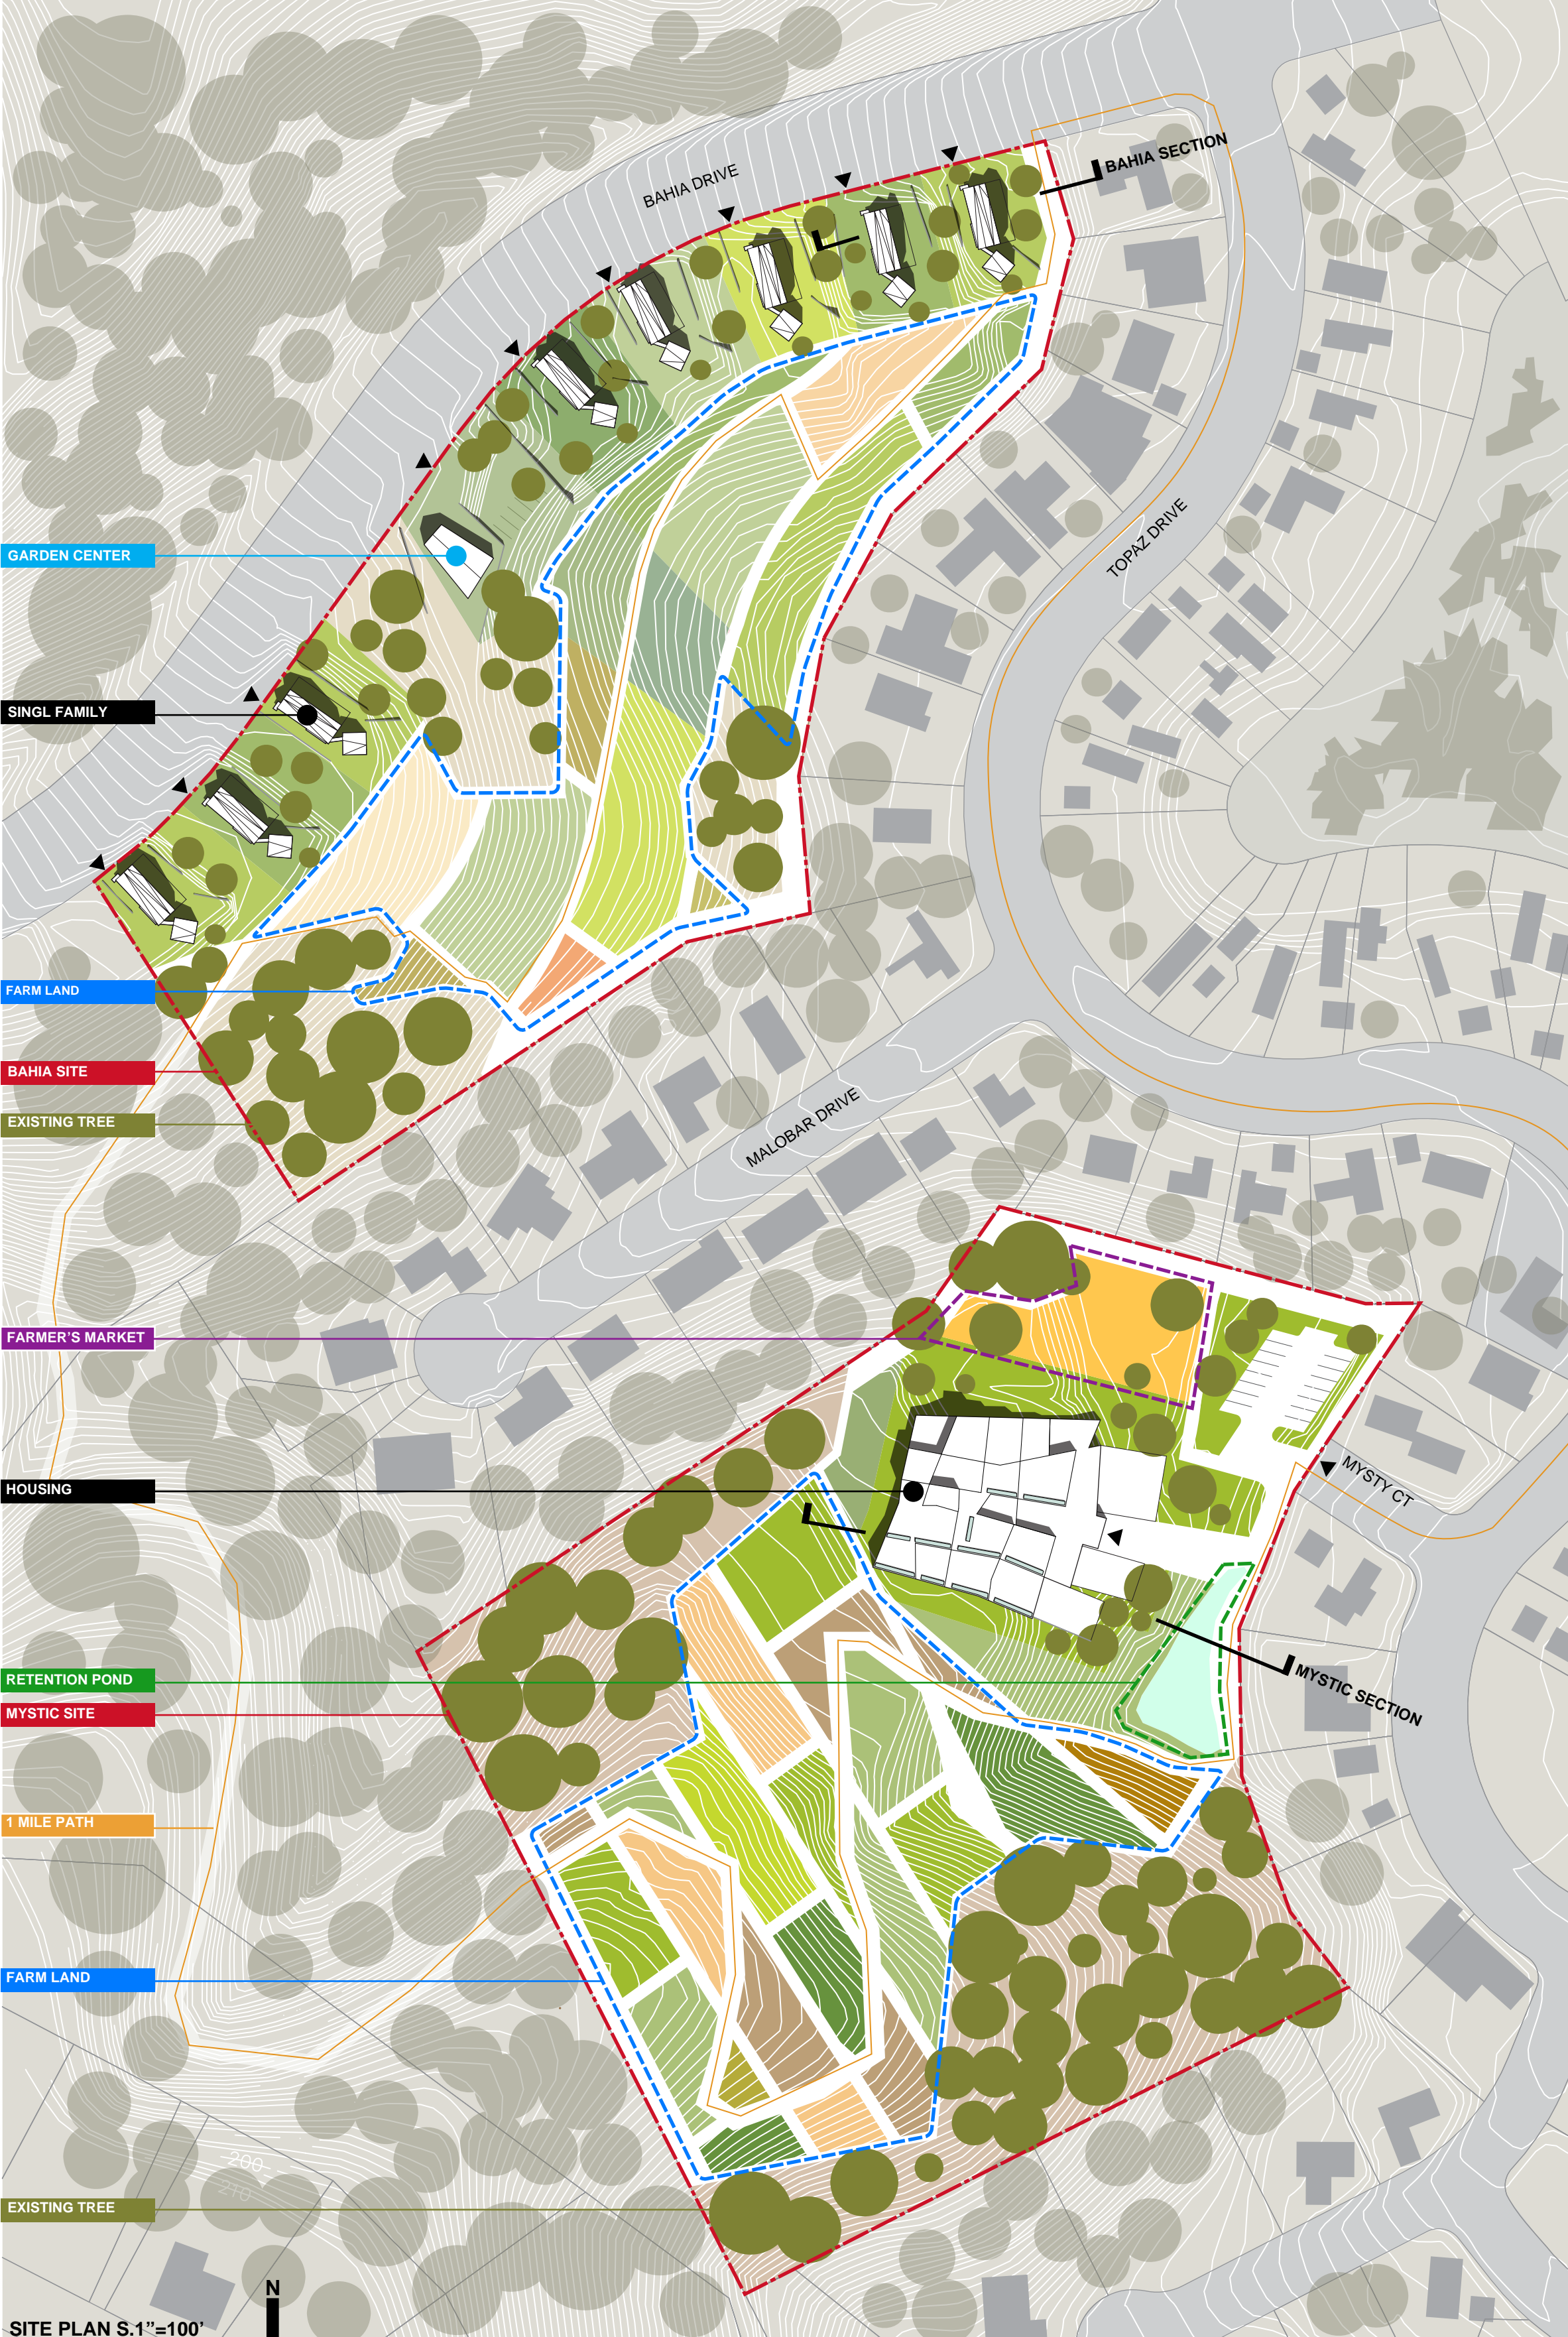 BAHIA SECTION
BAHIA DRIVE
TOPAZ DRIVE
GARDEN CENTER
SINGL FAMILY
FARM LAND
BAHIA SITE
EXISTING TREE
MALOBAR DRIVE
FARMER'S MARKET
HOUSING
MYSTY CT
RETENTION POND
MYSTIC SITE
MYSTIC SECTION
1 MILE PATH
FARM LAND
200
210
EXISTING TREE
N
SITE PLAN S.1”=100’